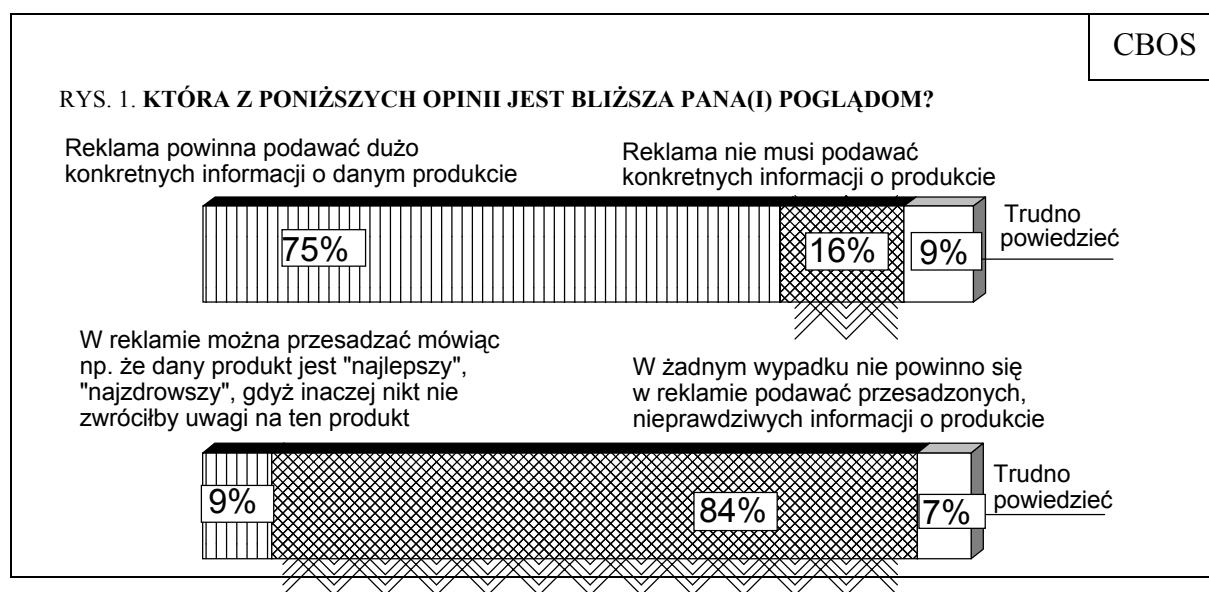 CBOS
RYS. 1. KTÓRA Z PONIŻSZYCH OPINII JEST BLIŻSZA PANA(I) POGLĄDOM?
Reklama powinna podawać dużo
konkretnych informacji o danym produkcie
Reklama nie musi podawać
konkretnych informacji o produkcie
75%
16%
9%
Trudno
powiedzieć
W reklamie można przesadzać mówiąc
np. że dany produkt jest "najlepszy",
"najzdrowszy", gdyż inaczej nikt nie
zwróciłby uwagi na ten produkt
W żadnym wypadku nie powinno się
w reklamie podawać przesadzonych,
nieprawdziwych informacji o produkcie
9%
84%
7%
Trudno
powiedzieć